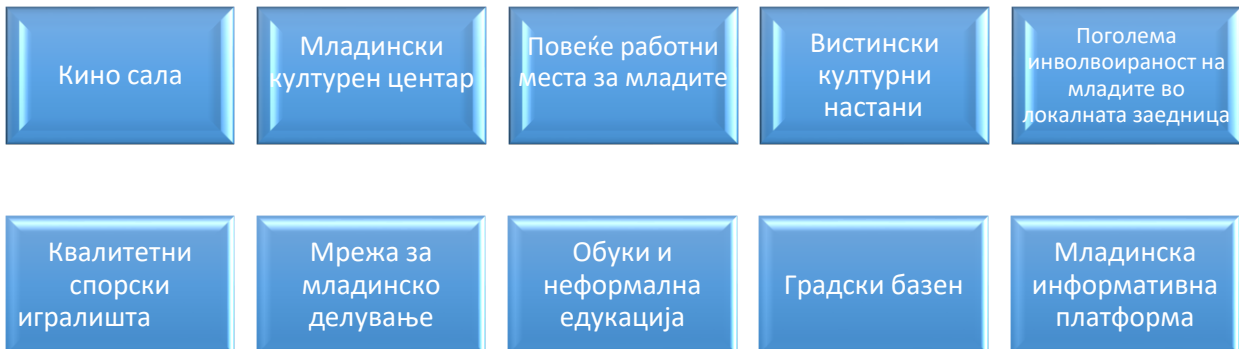 Кино сала
Младински
културен центар
Повеќе работни
места за младите
Вистински
културни
настани
Поголема
инволвоираност на
младите во
локалната заедница
Квалитетни
спорски
игралишта
Мрежа за
младинско
делување
Обуки и
неформална
едукација
Градски базен
Младинска
информативна
платформа